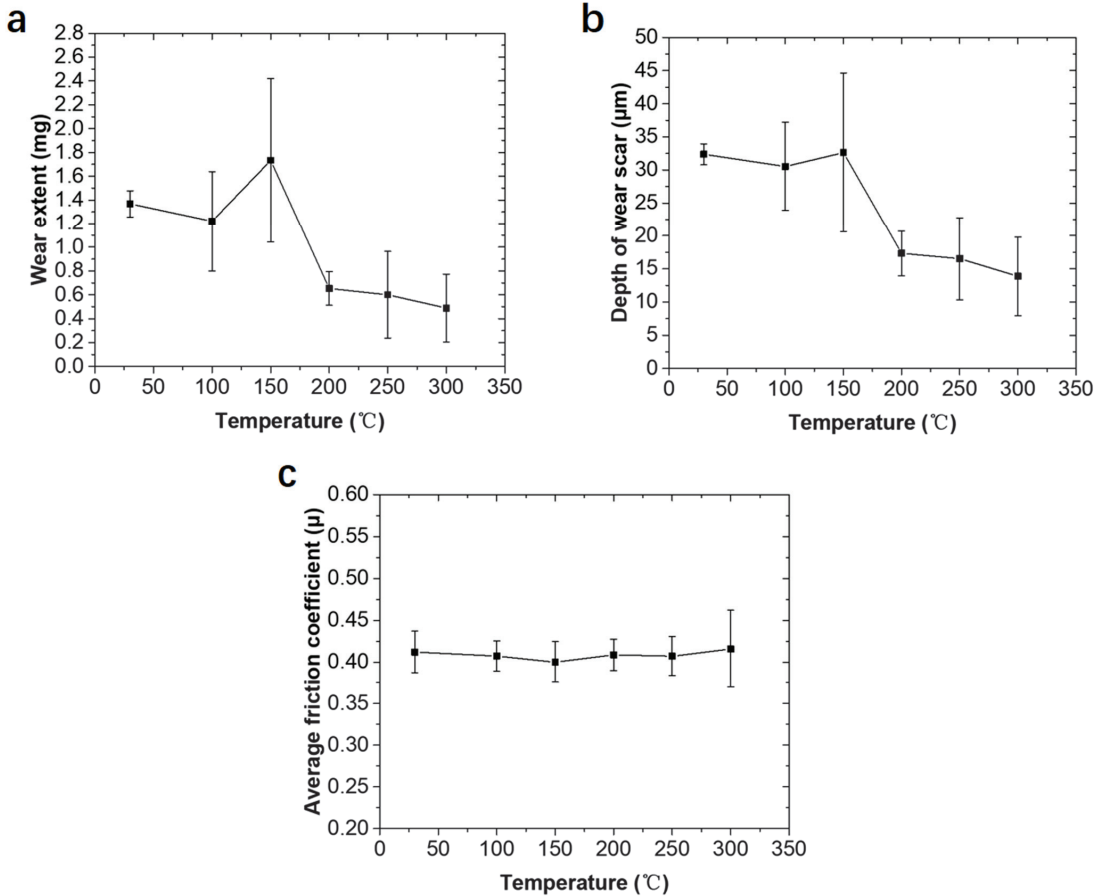 a
Wear extent (mg)
2.8
2.6
2.4
2.2
2.0
1.8
1.6
1.4
1.2
1.0
0.8
0.6
0.4
0.2
0.0
0 50 100 150 200 250 300 350
Temperature (℃)
b
Depth of wear scar (μm)
50
45
40
35
30
25
20
15
10
5
0
0 50 100 150 200 250 300 350
Temperature (℃)
c
Average friction coefficient (μ)
0.60
0.55
0.50
0.45
0.40
0.35
0.30
0.25
0.20
0 50 100 150 200 250 300 350
Temperature (℃)